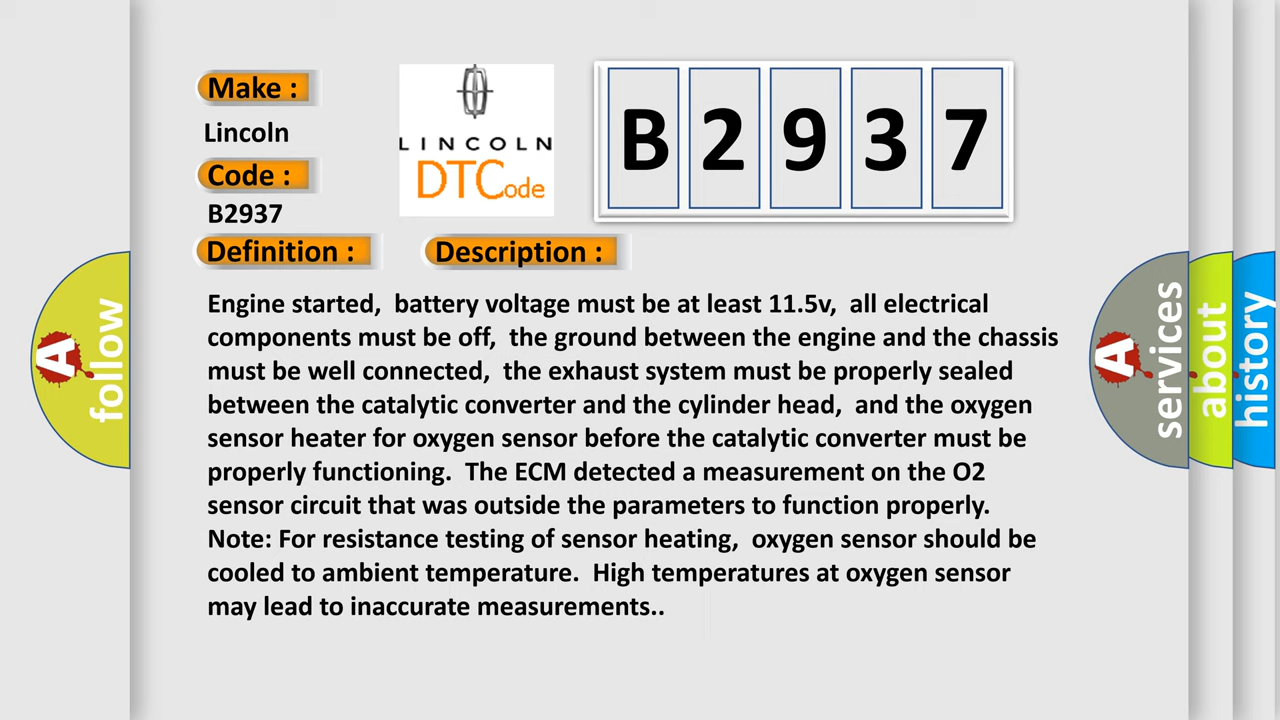 Make :
Lincoln
Code :
B2937
Definition :
Description :
LINCOLN
DTCode
B2937
Engine started, battery voltage must be at least 11.5v, all electrical
components must be off, the ground between the engine and the chassis
must be well connected, the exhaust system must be properly sealed
between the catalytic converter and the cylinder head, and the oxygen
sensor heater for oxygen sensor before the catalytic converter must be
properly functioning. The ECM detected a measurement on the O2
sensor circuit that was outside the parameters to function properly.
Note: For resistance testing of sensor heating, oxygen sensor should be
cooled to ambient temperature. High temperatures at oxygen sensor
may lead to inaccurate measurements..
A
follow
A
services
about
history